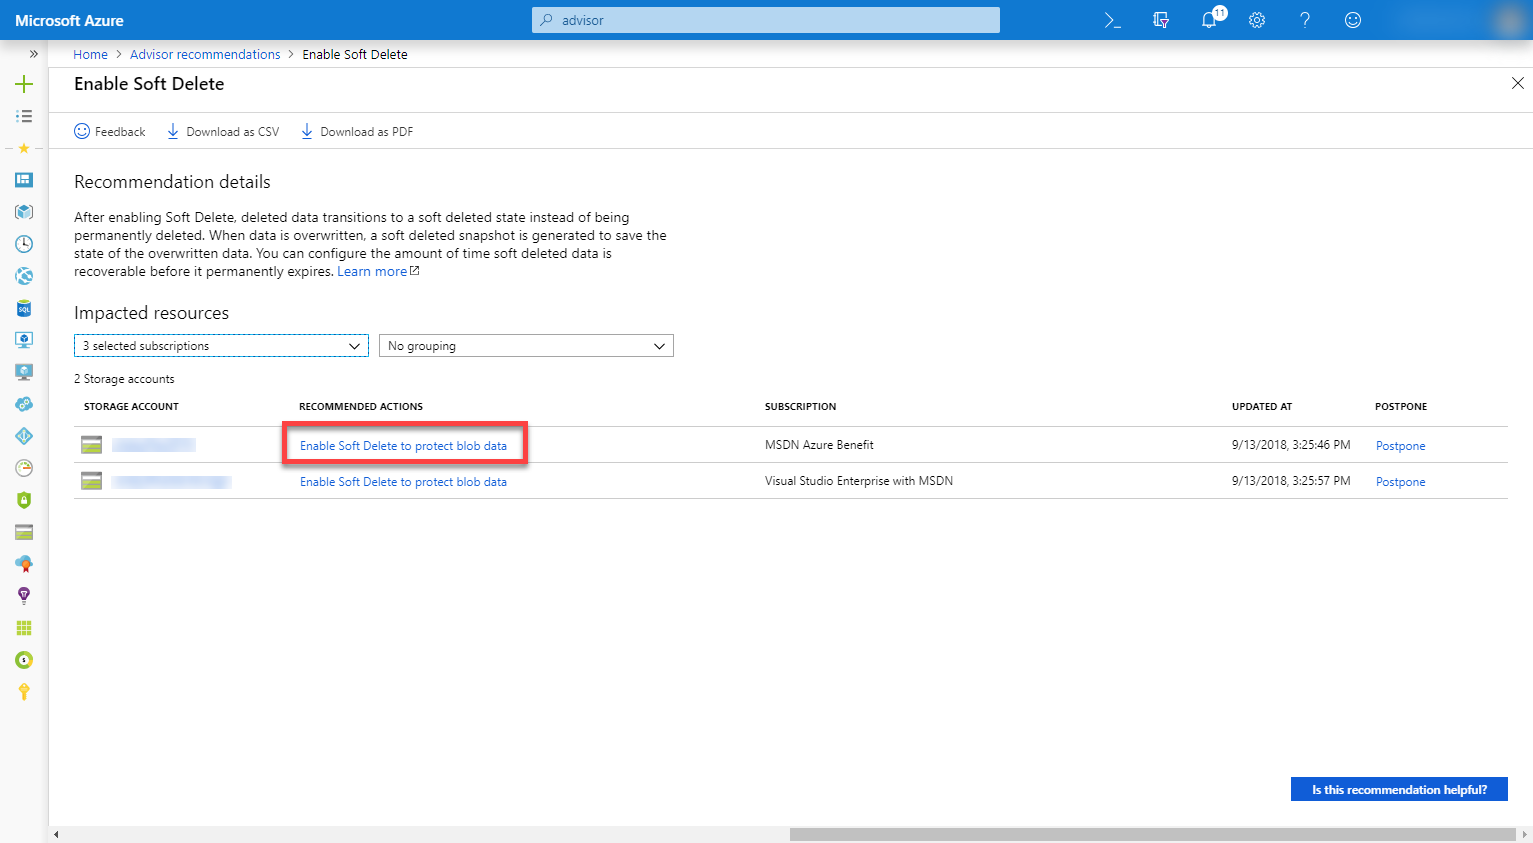 Microsoft Azure
advisor
11
Home > Advisor recommendations > Enable Soft Delete
Enable Soft Delete
Feedback Download as CSV Download as PDF
Recommendation details
After enabling Soft Delete, deleted data transitions to a soft deleted state instead of being
permanently deleted. When data is overwritten, a soft deleted snapshot is generated to save the
state of the overwritten data. You can configure the amount of time soft deleted data is
recoverable before it permanently expires. Learn more
Impacted resources
3 selected subscriptions No grouping
2 Storage accounts
STORAGE ACCOUNT RECOMMENDED ACTIONS SUBSCRIPTION UPDATED AT POSTPONE
Enable Soft Delete to protect blob data MSDN Azure Benefit 9/13/2018, 3:25:46 PM Postpone
Enable Soft Delete to protect blob data Visual Studio Enterprise with MSDN 9/13/2018, 3:25:57 PM Postpone
SQL
Is this recommendation helpful?